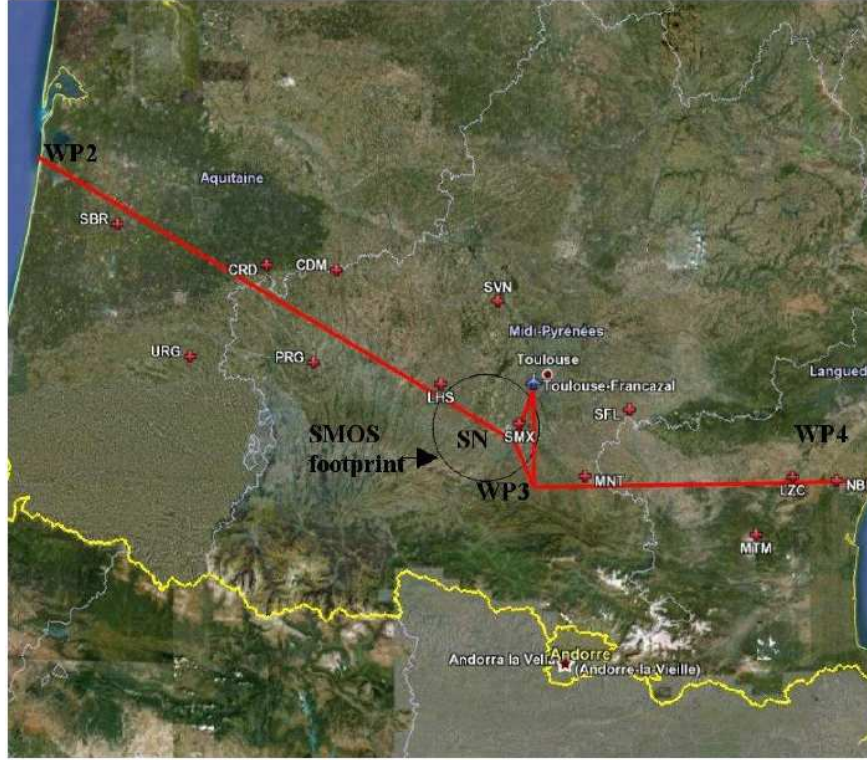 WP2
Aquitaine
SBR
CRD
CDM
SVN
Midi-Pyrénées
URG
PRG
Toulouse
Toulouse-Francazal
Langued
LHS
SMOS
footprint
SN
SMX
SFL
WP4
WP3
MNT
LZC
NB
MTM
Andorre
Andorra la Vella
(Andorre-la-Vieille)